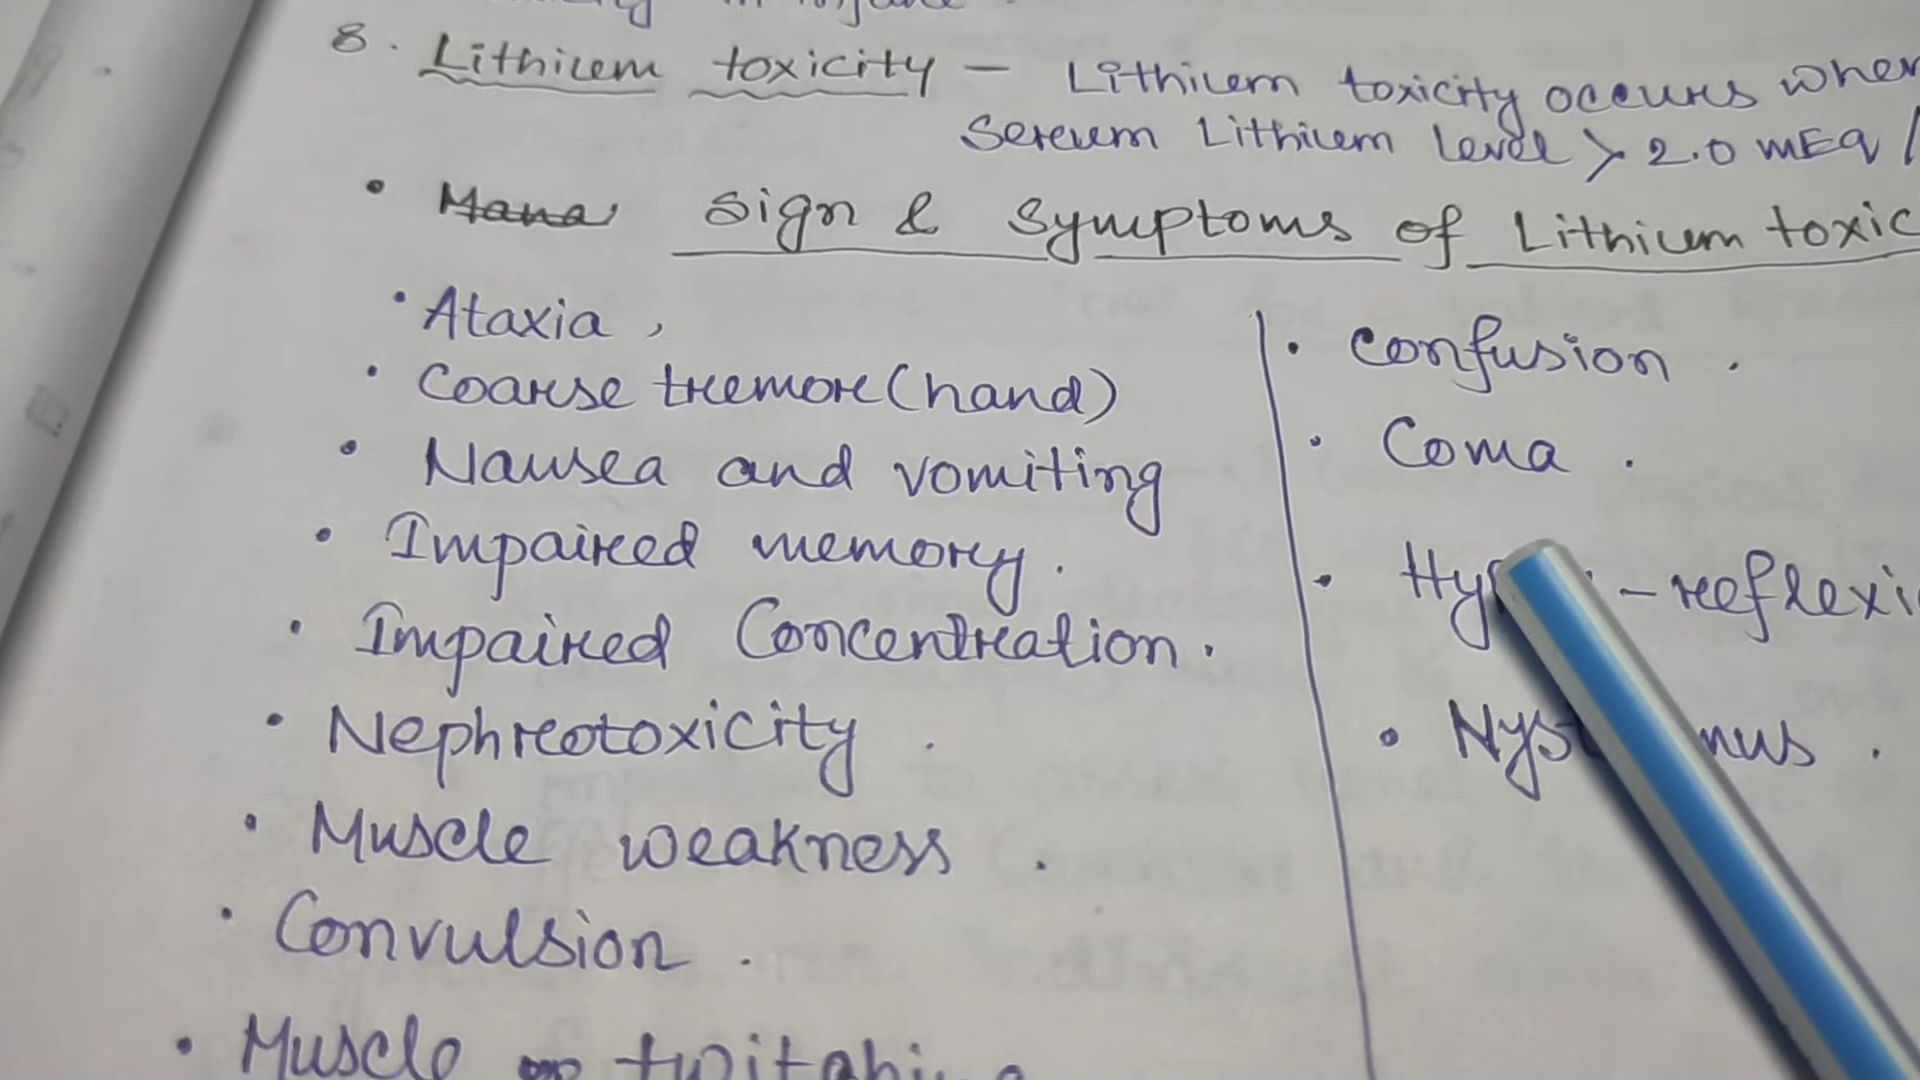 8. Lithium toxicity – Lithium toxicity occurs when
Serum Lithium level > 2.0 mEq /
• Mana Sign & Symptoms of Lithium toxic
• Ataxia,
• Coarse tremor (hand)
• Nausea and vomiting
• Impaired memory.
• Impaired Concentration.
• Nephrotoxicity.
• Muscle weakness.
• Convulsion.
• Muscle twitching
• Confusion.
• Coma.
• -reflexi